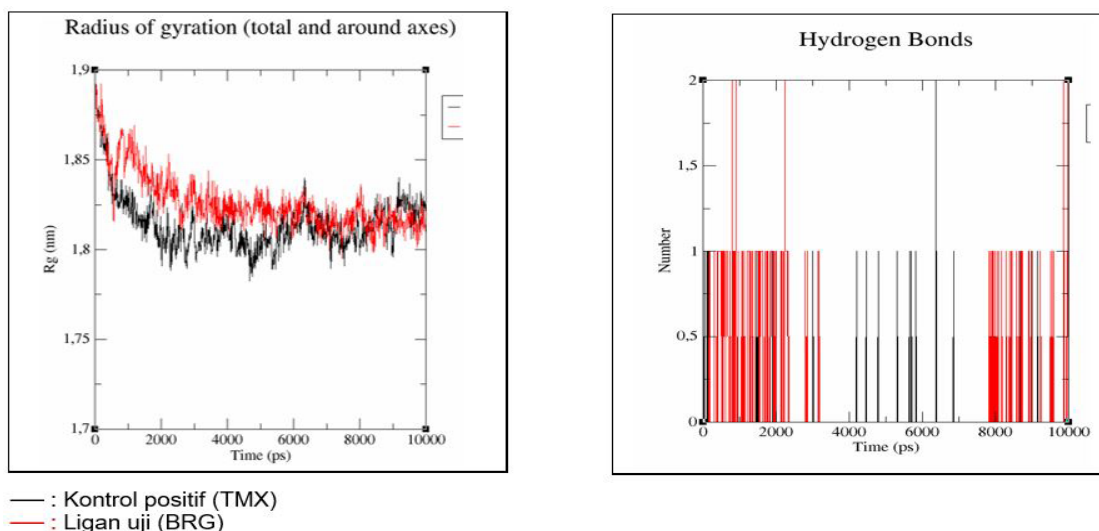 Radius of gyration (total and around axes)
1,9
1,85
1,8
1,75
1,7
Rg (nm)
0 2000 4000 6000 8000 10000
Time (ps)
Hydrogen Bonds
2
1,5
1
0,5
0
Number
0 2000 4000 6000 8000 10000
Time (ps)
: Kontrol positif (TMX)
: Ligan uji (BRG)